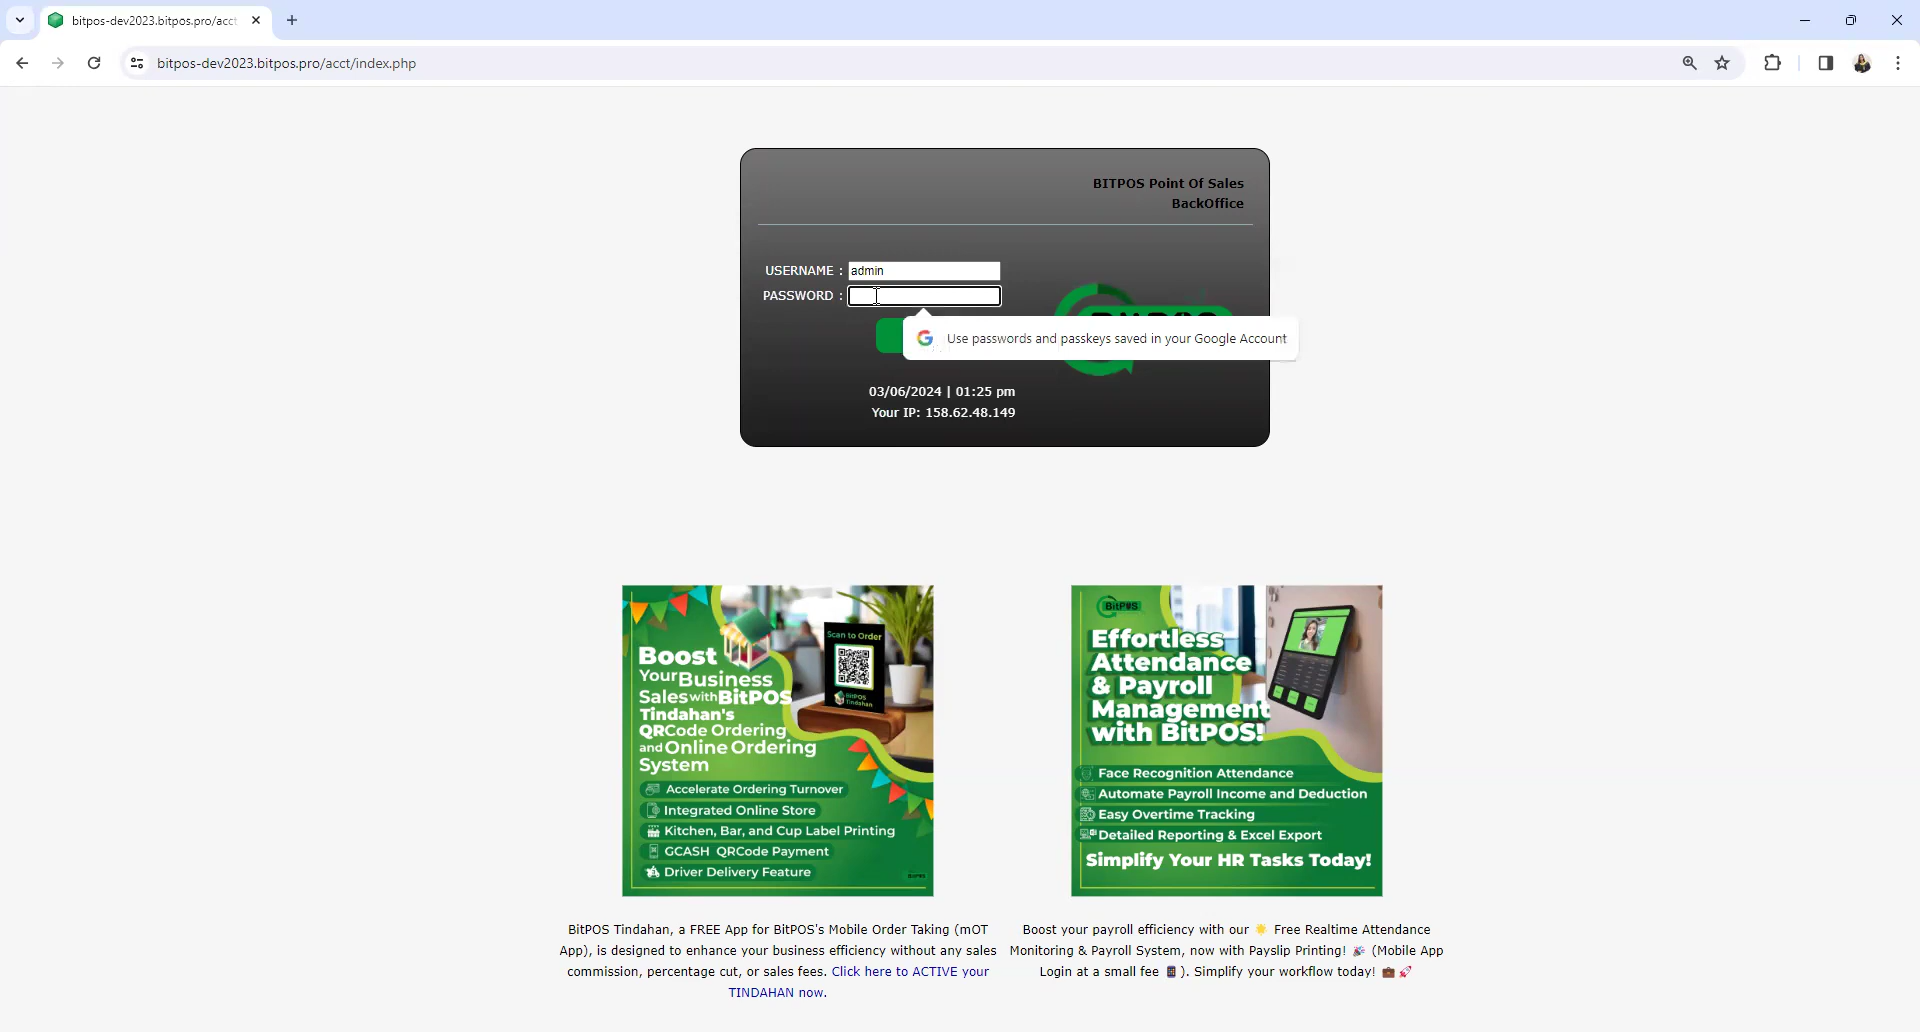 bitpos-dev2023.bitpos.pro/acct
bitpos-dev2023.bitpos.pro/acct/index.php
BITPOS Point Of Sales
BackOffice
USERNAME :
admin
PASSWORD :
Use passwords and passkeys saved in your Google Account
03/06/2024 | 01:25 pm
Your IP: 158.62.48.149
Boost
Your Business
Sales with BitPOS
Tindahan's
QRCode Ordering
and Online Ordering
System
Accelerate Ordering Turnover
Integrated Online Store
Kitchen, Bar, and Cup Label Printing
GCASH QRCode Payment
Driver Delivery Feature
Scan to Order
BitPOS
Tindahan
BitPOS
BitPOS
Effortless
Attendance
& Payroll
Management
with BitPOS!
Face Recognition Attendance
Automate Payroll Income and Deduction
Easy Overtime Tracking
Detailed Reporting & Excel Export
Simplify Your HR Tasks Today!
BitPOS Tindahan, a FREE App for BitPOS's Mobile Order Taking (mOT
App), is designed to enhance your business efficiency without any sales
commission, percentage cut, or sales fees. Click here to ACTIVE your
TINDAHAN now.
Boost your payroll efficiency with our 🌟 Free Realtime Attendance
Monitoring & Payroll System, now with Payslip Printing! 🎉 (Mobile App
Login at a small fee 📱). Simplify your workflow today! 💼🚀